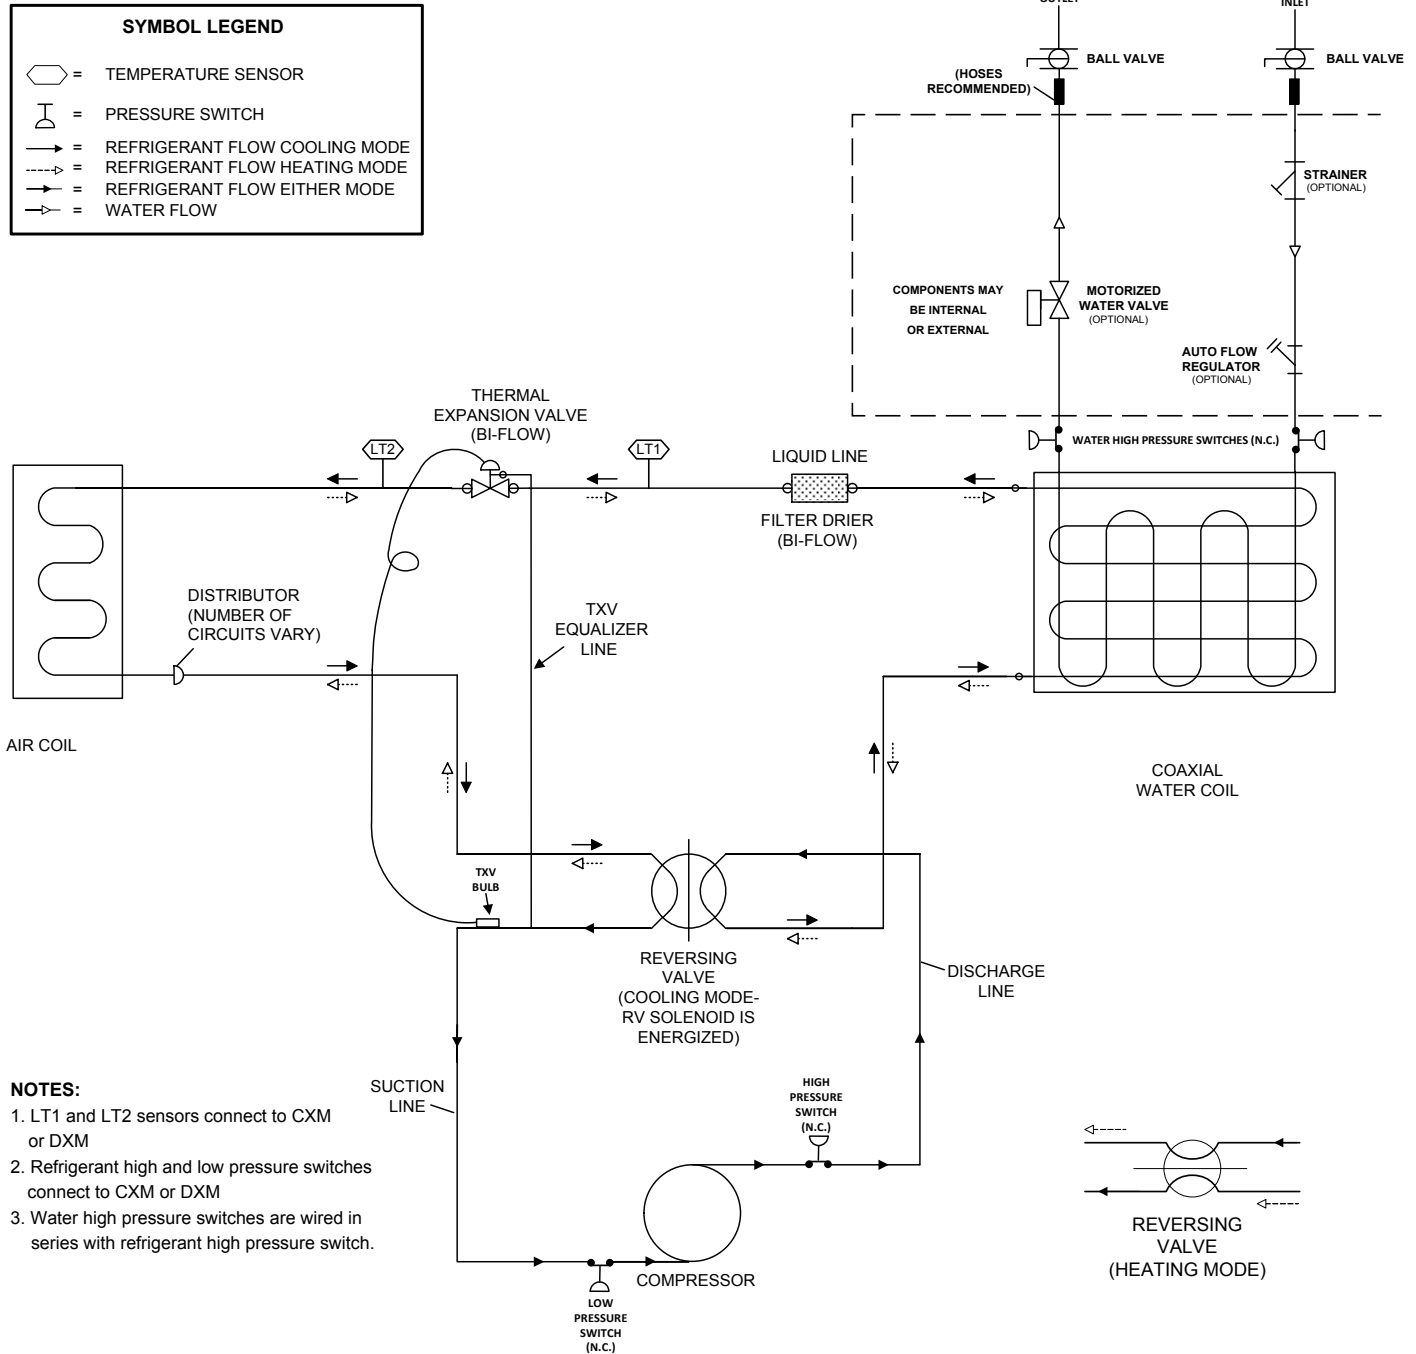 SYMBOL LEGEND
= TEMPERATURE SENSOR
= PRESSURE SWITCH
= REFRIGERANT FLOW COOLING MODE
= REFRIGERANT FLOW HEATING MODE
= REFRIGERANT FLOW EITHER MODE
= WATER FLOW
OUTLET
INLET
BALL VALVE
BALL VALVE
(HOSES
RECOMMENDED)
STRAINER
(OPTIONAL)
COMPONENTS MAY
BE INTERNAL
OR EXTERNAL
MOTORIZED
WATER VALVE
(OPTIONAL)
AUTO FLOW
REGULATOR
(OPTIONAL)
WATER HIGH PRESSURE SWITCHES (N.C.)
THERMAL
EXPANSION VALVE
(BI-FLOW)
LT2
LT1
LIQUID LINE
FILTER DRIER
(BI-FLOW)
DISTRIBUTOR
(NUMBER OF
CIRCUITS VARY)
TXV
EQUALIZER
LINE
AIR COIL
COAXIAL
WATER COIL
TXV
BULB
REVERSING
VALVE
(COOLING MODE-
RV SOLENOID IS
ENERGIZED)
DISCHARGE
LINE
SUCTION
LINE
HIGH
PRESSURE
SWITCH
(N.C.)
COMPRESSOR
LOW
PRESSURE
SWITCH
(N.C.)
REVERSING
VALVE
(HEATING MODE)
NOTES:
1. LT1 and LT2 sensors connect to CXM
or DXM
2. Refrigerant high and low pressure switches
connect to CXM or DXM
3. Water high pressure switches are wired in
series with refrigerant high pressure switch.